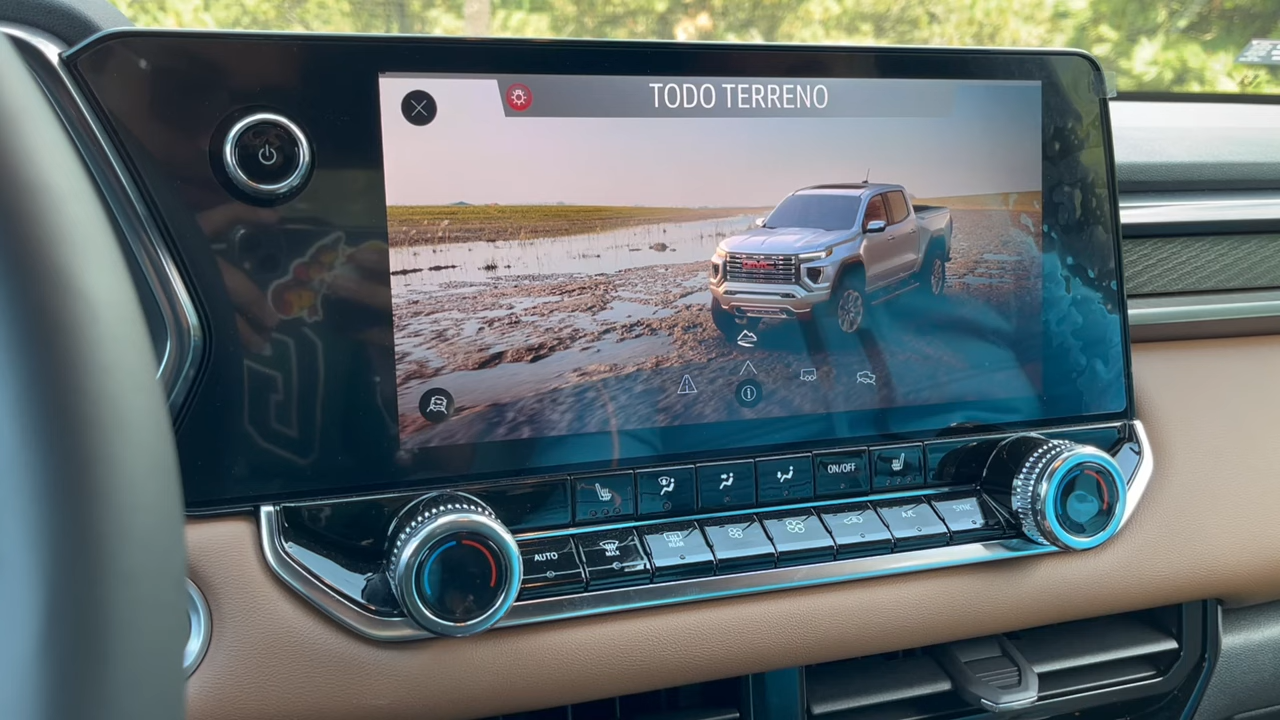 TODO TERRENO
GMC
ON/OFF
AUTO
MAX
REAR
A/C
SYNC